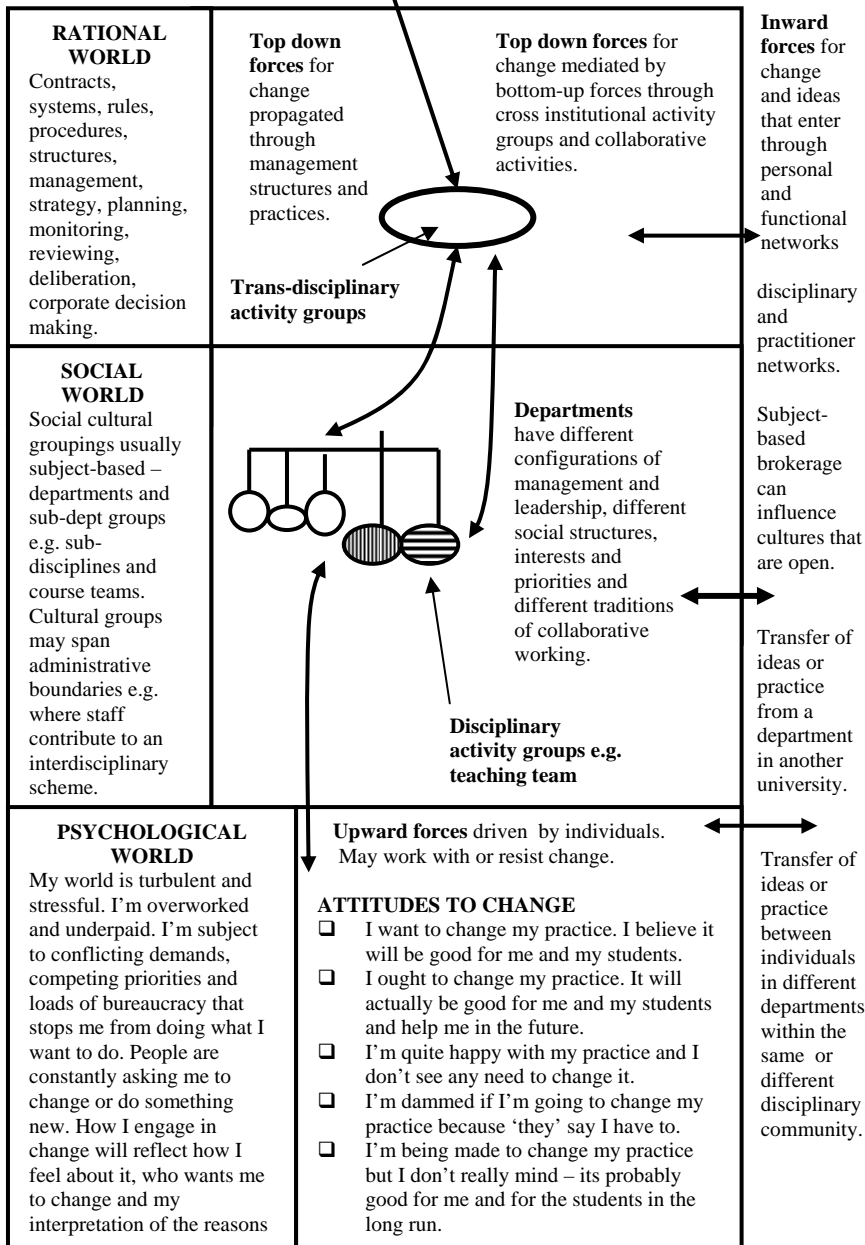 RATIONAL
WORLD
Contracts,
systems, rules,
procedures,
structures,
management,
strategy, planning,
monitoring,
reviewing,
deliberation,
corporate decision
making.
Top down
forces for
change
propagated
through
management
structures and
practices.
Top down forces for
change mediated by
bottom-up forces through
cross institutional activity
groups and collaborative
activities.
Trans-disciplinary
activity groups
Inward
forces for
change
and ideas
that enter
through
personal
and
functional
networks
disciplinary
and
practitioner
networks.
Subject-
based
brokerage
can
influence
cultures that
are open.
Transfer of
ideas or
practice
from a
department
in another
university.
Transfer of
ideas or
practice
between
individuals
in different
departments
within the
same or
different
disciplinary
community.
SOCIAL
WORLD
Social cultural
groupings usually
subject-based –
departments and
sub-dept groups
e.g. sub-
disciplines and
course teams.
Cultural groups
may span
administrative
boundaries e.g.
where staff
contribute to an
interdisciplinary
scheme.
Departments
have different
configurations of
management and
leadership, different
social structures,
interests and
priorities and
different traditions
of collaborative
working.
Disciplinary
activity groups e.g.
teaching team
PSYCHOLOGICAL
WORLD
My world is turbulent and
stressful. I'm overworked
and underpaid. I'm subject
to conflicting demands,
competing priorities and
loads of bureaucracy that
stops me from doing what I
want to do. People are
constantly asking me to
change or do something
new. How I engage in
change will reflect how I
feel about it, who wants me
to change and my
interpretation of the reasons
Upward forces driven by individuals.
May work with or resist change.
ATTITUDES TO CHANGE
❑ I want to change my practice. I believe it
will be good for me and my students.
❑ I ought to change my practice. It will
actually be good for me and my students
and help me in the future.
❑ I'm quite happy with my practice and I
don't see any need to change it.
❑ I'm dammed if I'm going to change my
practice because 'they' say I have to.
❑ I'm being made to change my practice
but I don't really mind – its probably
good for me and for the students in the
long run.